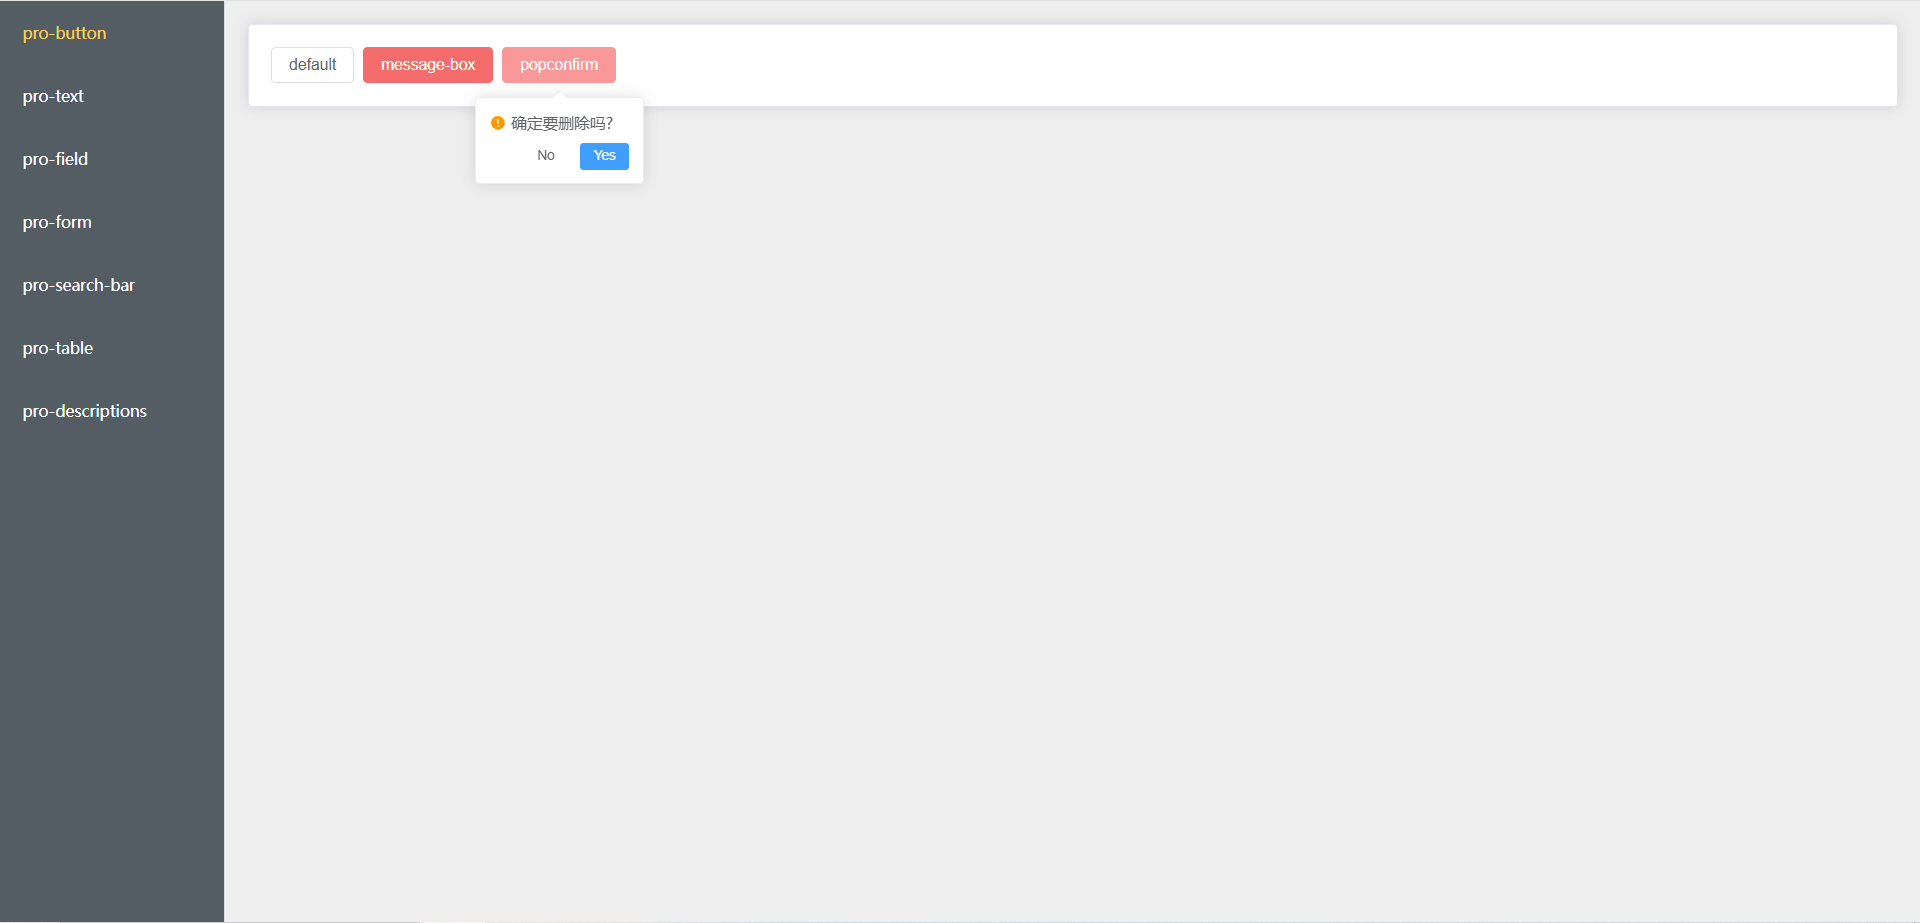 pro-button
pro-text
pro-field
pro-form
pro-search-bar
pro-table
pro-descriptions
default
message-box
popconfirm
确定要删除吗？
No
Yes